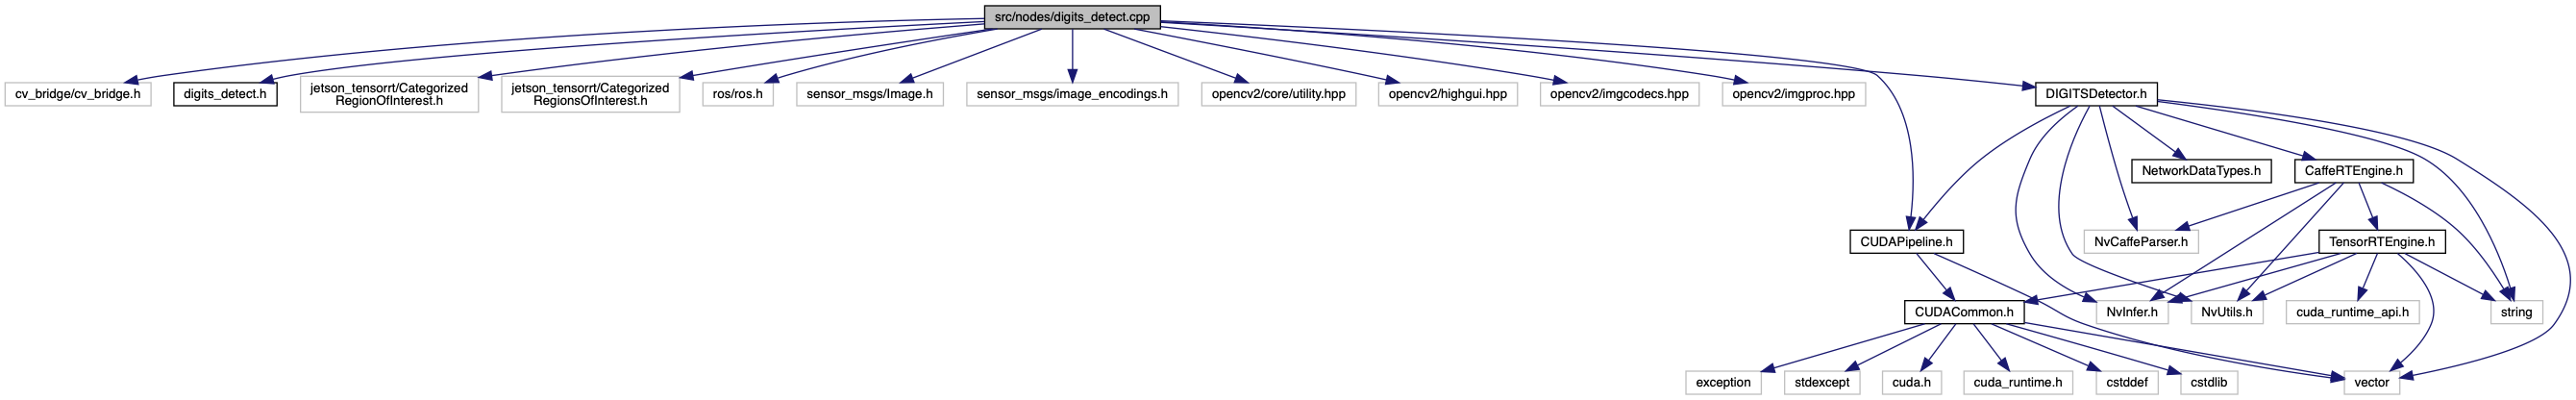 src/nodes/digits_detect.cpp
cv_bridge/cv_bridge.h
digits_detect.h
jetson_tensorrt/Categorized
RegionOfInterest.h
jetson_tensorrt/Categorized
RegionsOfInterest.h
ros/ros.h
sensor_msgs/Image.h
sensor_msgs/image_encodings.h
opencv2/core/utility.hpp
opencv2/highgui.hpp
opencv2/imgcodecs.hpp
opencv2/imgproc.hpp
DIGITSDetector.h
NetworkDataTypes.h
CaffeRTEngine.h
CUDAPipeline.h
NvCaffeParser.h
TensorRTEngine.h
CUDACommon.h
NvInfer.h
NvUtils.h
cuda_runtime_api.h
string
exception
stdexcept
cuda.h
cuda_runtime.h
cstddef
cstdlib
vector